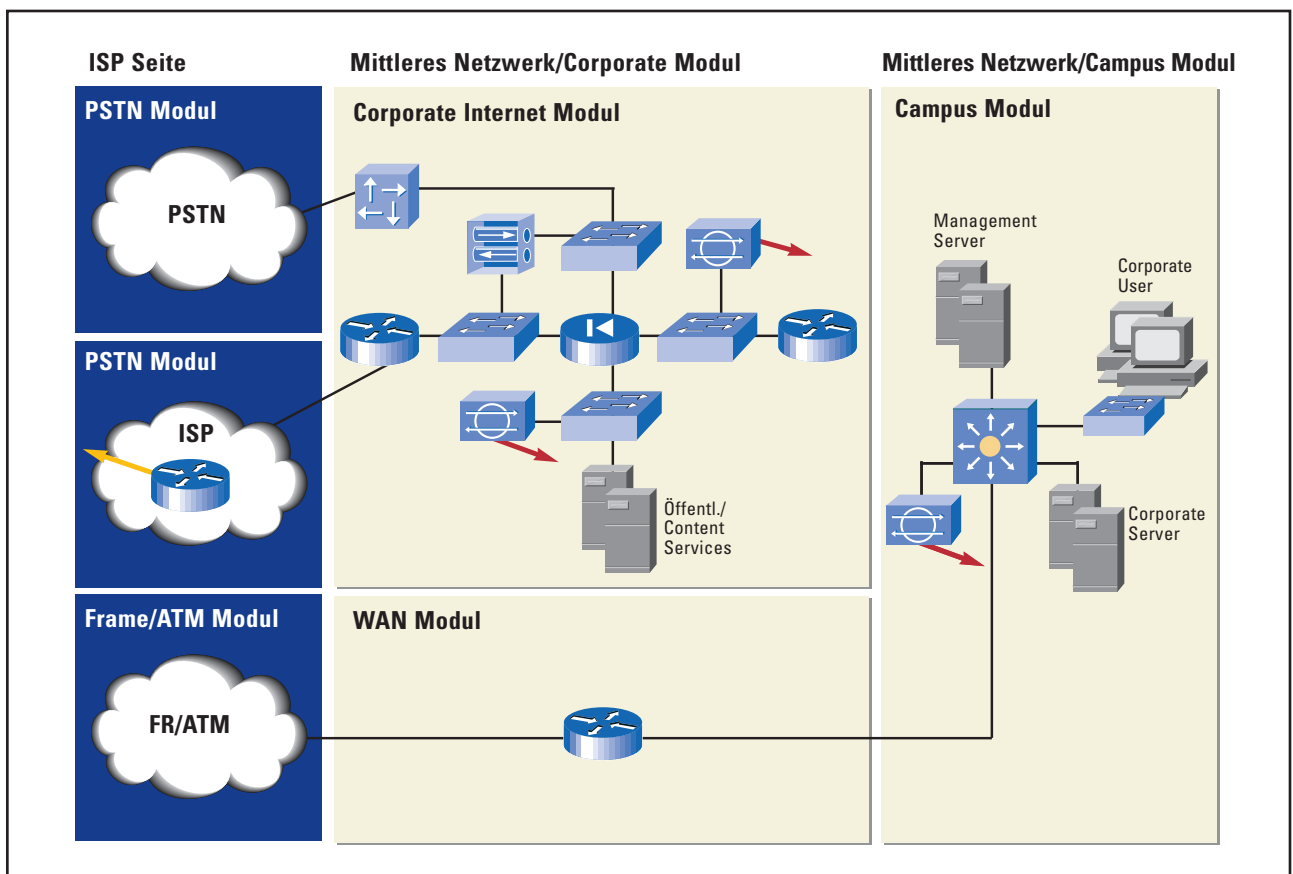 ISP Seite
Mittleres Netzwerk/Corporate Modul
Mittleres Netzwerk/Campus Modul
PSTN Modul
PSTN
PSTN Modul
ISP
Frame/ATM Modul
FR/ATM
Corporate Internet Modul
Öffentl./
Content
Services
WAN Modul
Campus Modul
Management
Server
Corporate
User
Corporate
Server